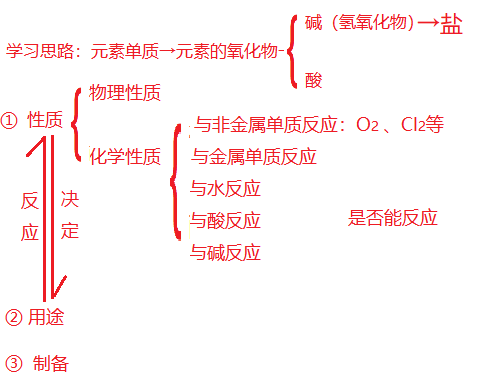 碱（氢氧化物）→盐
学习思路：元素单质→元素的氧化物-
酸
物理性质
① 性质
与非金属单质反应：O2 、Cl2等
化学性质
与金属单质反应
与水反应
反应
决定
与酸反应
是否能反应
与碱反应
② 用途
③ 制备